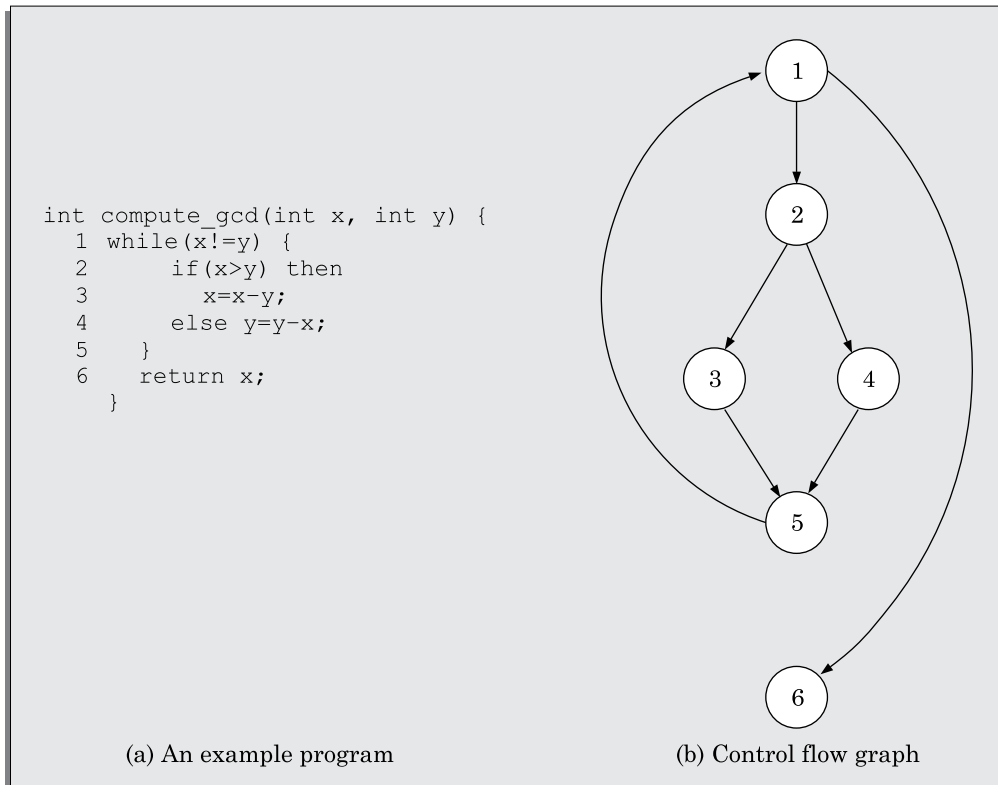 int compute_gcd(int x, int y) {
1 while(x!=y) {
2 if(x>y) then
3 x=x-y;
4 else y=y-x;
5 }
6 return x;
}
(a) An example program
1
2
3 4
5
6
(b) Control flow graph